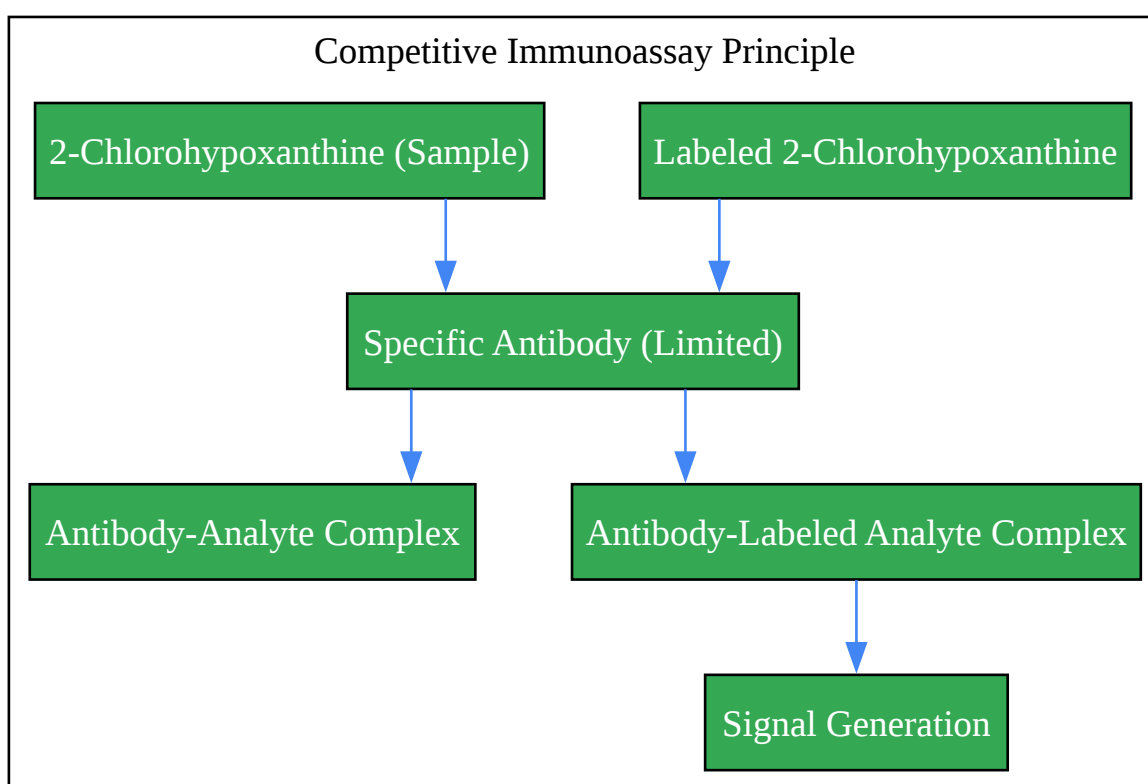 Competitive Immunoassay Principle
2-Chlorohypoxanthine (Sample)
Labeled 2-Chlorohypoxanthine
Specific Antibody (Limited)
Antibody-Analyte Complex
Antibody-Labeled Analyte Complex
Signal Generation